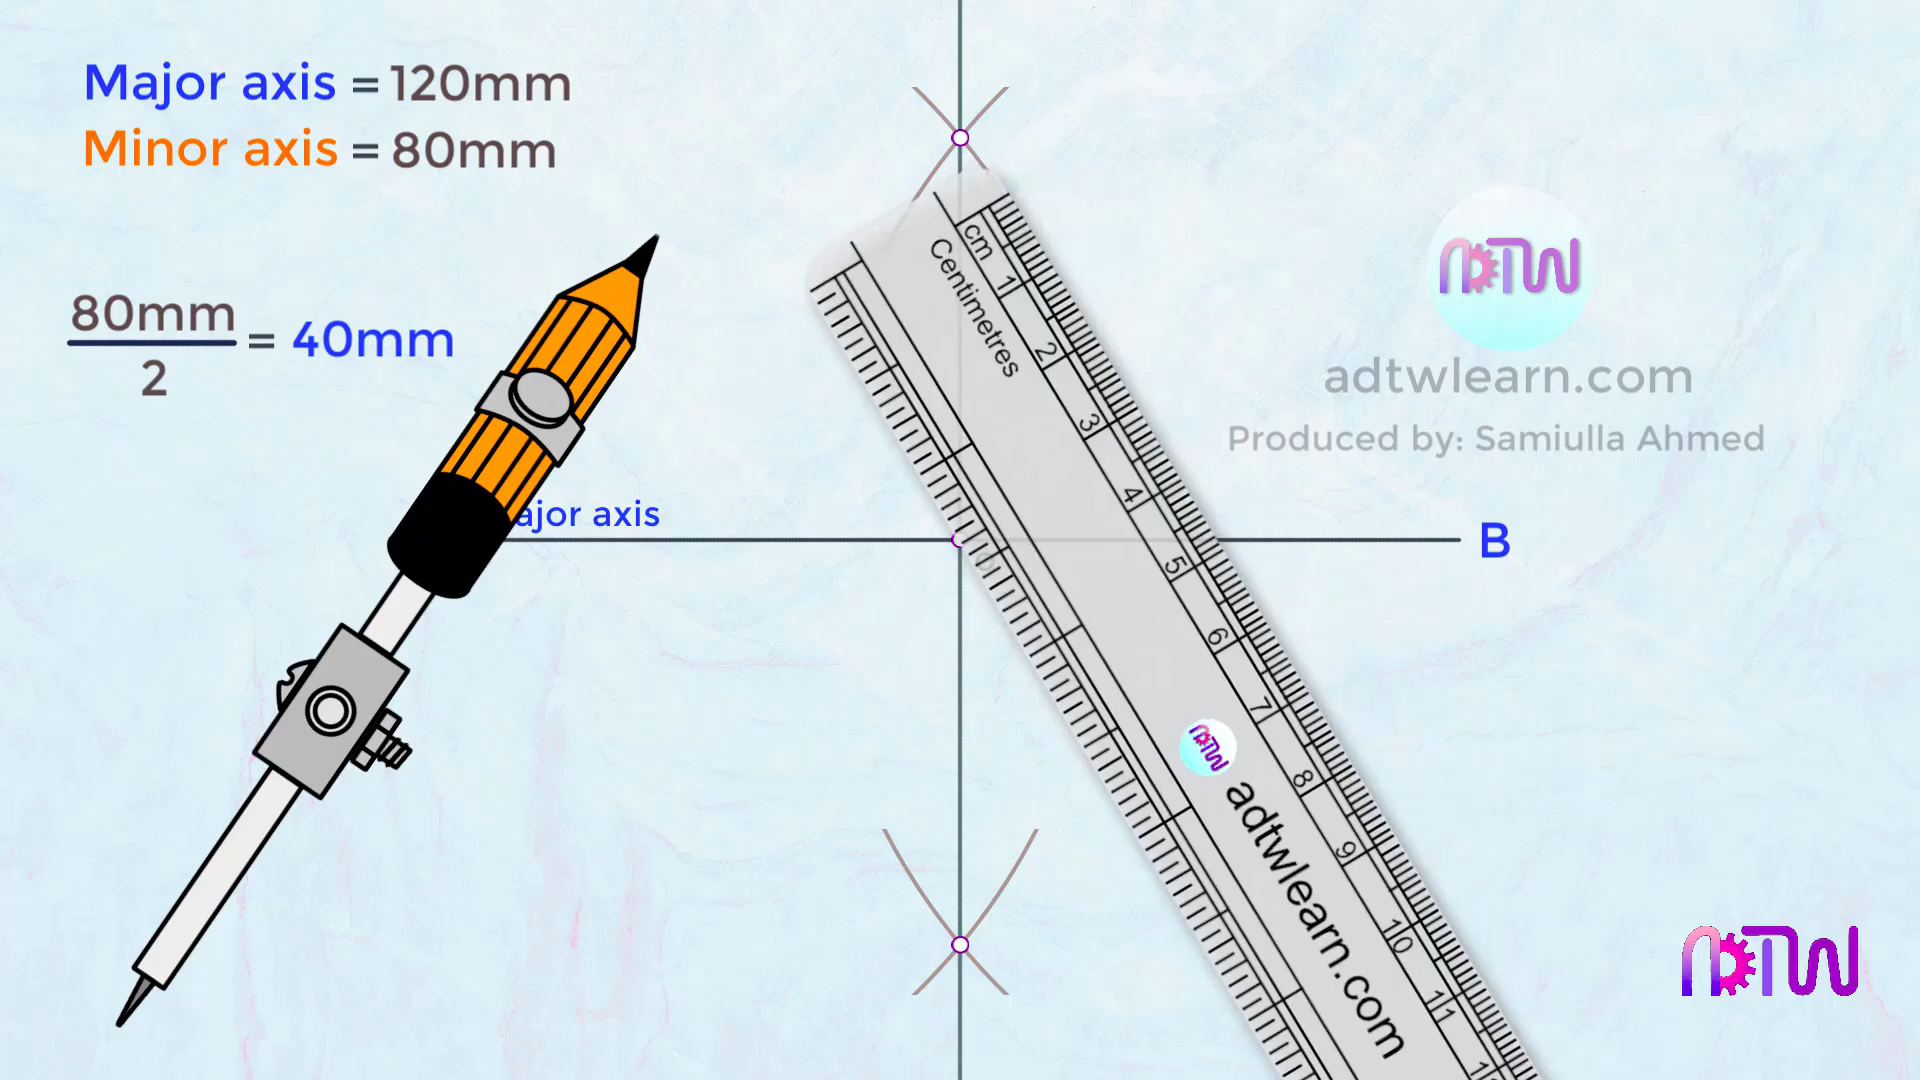 Major axis = 120mm
Minor axis = 80mm
80mm
2
= 40mm
ajor axis
B
adtwlearn.com
Produced by: Samiulla Ahmed
cm 1 2 3 4 5 6 7 8 9 10 11
Centimetres
adtwlearn.com